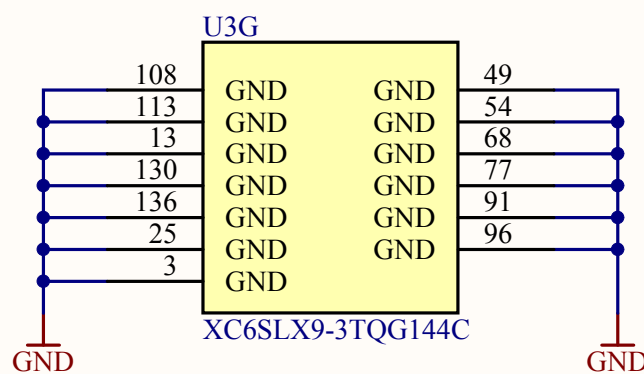 U3G
108 GND GND 49
113 GND GND 54
13 GND GND 68
130 GND GND 77
136 GND GND 91
25 GND GND 96
3 GND
XC6SLX9-3TQG144C
GND GND